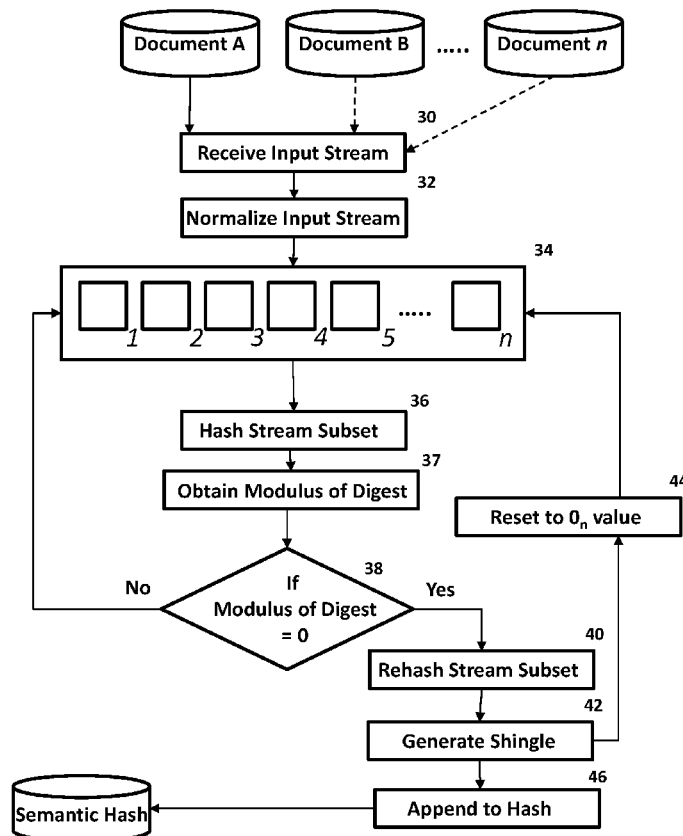 Document A
Document B
.....
Document n
30
Receive Input Stream
32
Normalize Input Stream
34
1 2 3 4 5 ..... n
36
Hash Stream Subset
37
Obtain Modulus of Digest
44
Reset to 0n value
38
No
If
Modulus of Digest
= 0
Yes
40
Rehash Stream Subset
42
Generate Shingle
46
Append to Hash
Semantic Hash